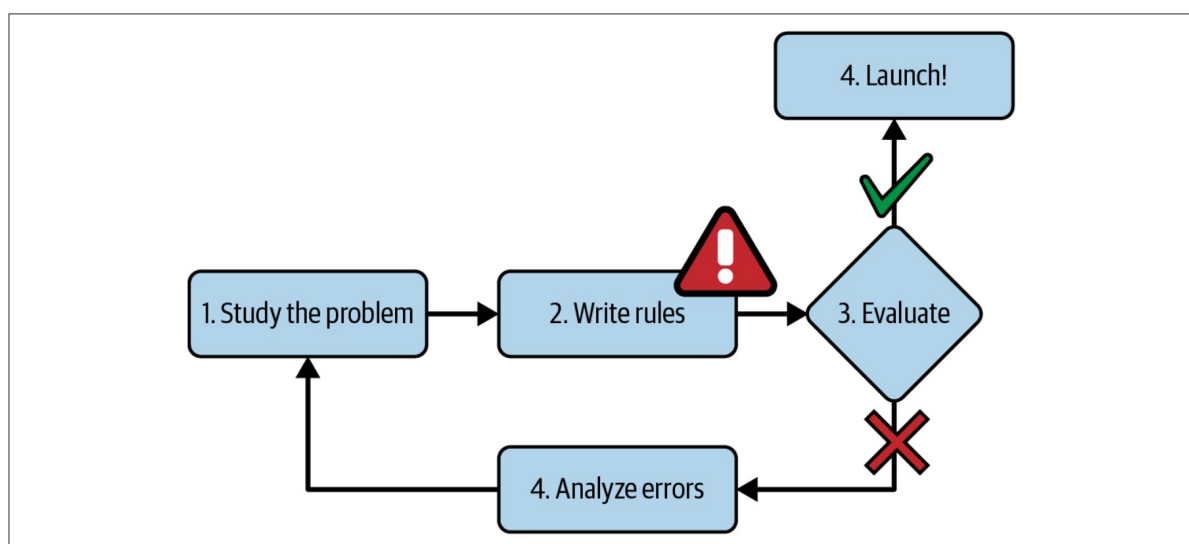 4. Launch!
1. Study the problem
2. Write rules
3. Evaluate
4. Analyze errors